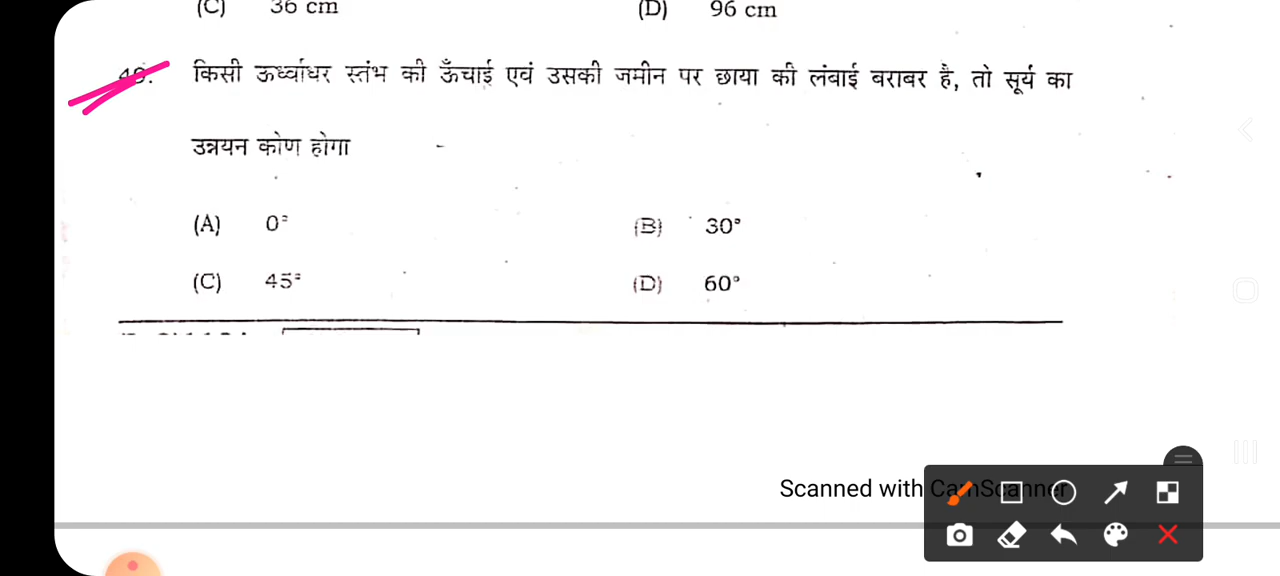 (C) 36 cm (D) 96 cm
किसी ऊर्ध्वाधर स्तंभ की ऊँचाई एवं उसकी जमीन पर छाया की लंबाई बराबर है, तो सूर्य का
उन्नयन कोण होगा
(A) 0° (B) 30°
(C) 45° (D) 60°
Scanned with CamScanner